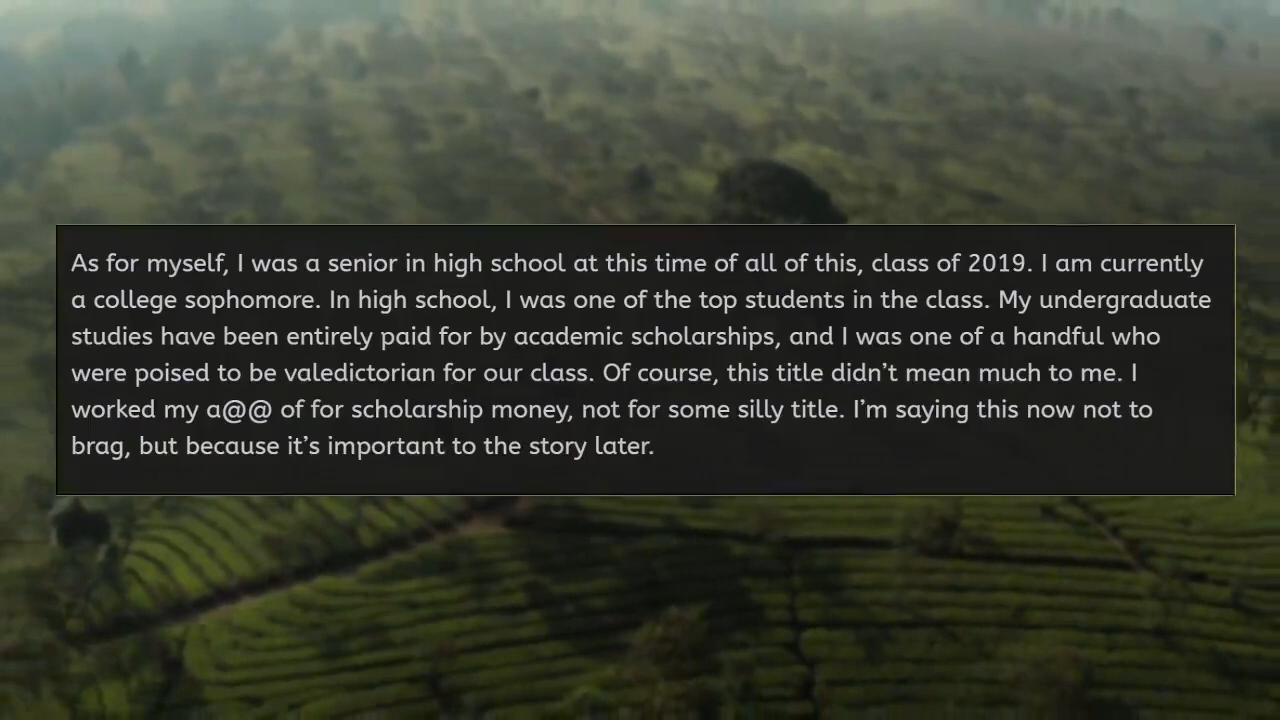 As for myself, I was a senior in high school at this time of all of this, class of 2019. I am currently
a college sophomore. In high school, I was one of the top students in the class. My undergraduate
studies have been entirely paid for by academic scholarships, and I was one of a handful who
were poised to be valedictorian for our class. Of course, this title didn’t mean much to me. I
worked my a@@ of for scholarship money, not for some silly title. I’m saying this now not to
brag, but because it’s important to the story later.